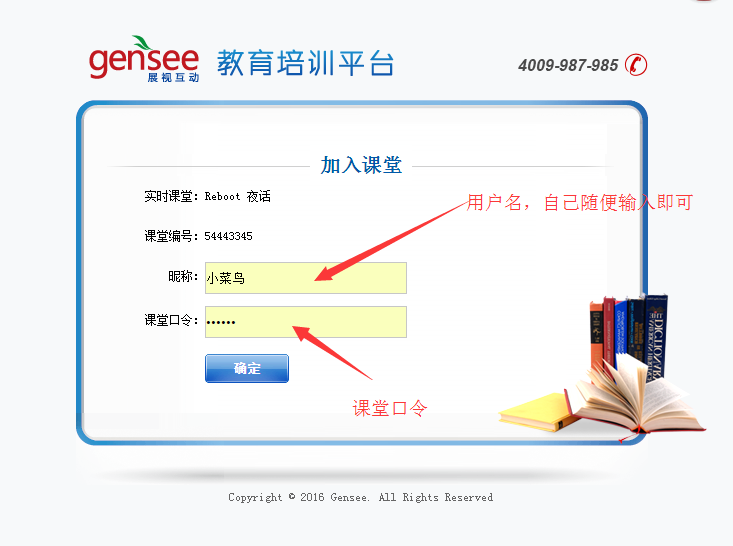 gensee
展视互动
教育培训平台
4009-987-985
加入课堂
实时课堂: Reboot 夜话
用户名，自己随便输入即可
课堂编号: 54443345
昵称: 小菜鸟
课堂口令: ••••••
确定
课堂口令
DICTIONARY
Copyright © 2016 Gensee. All Rights Reserved